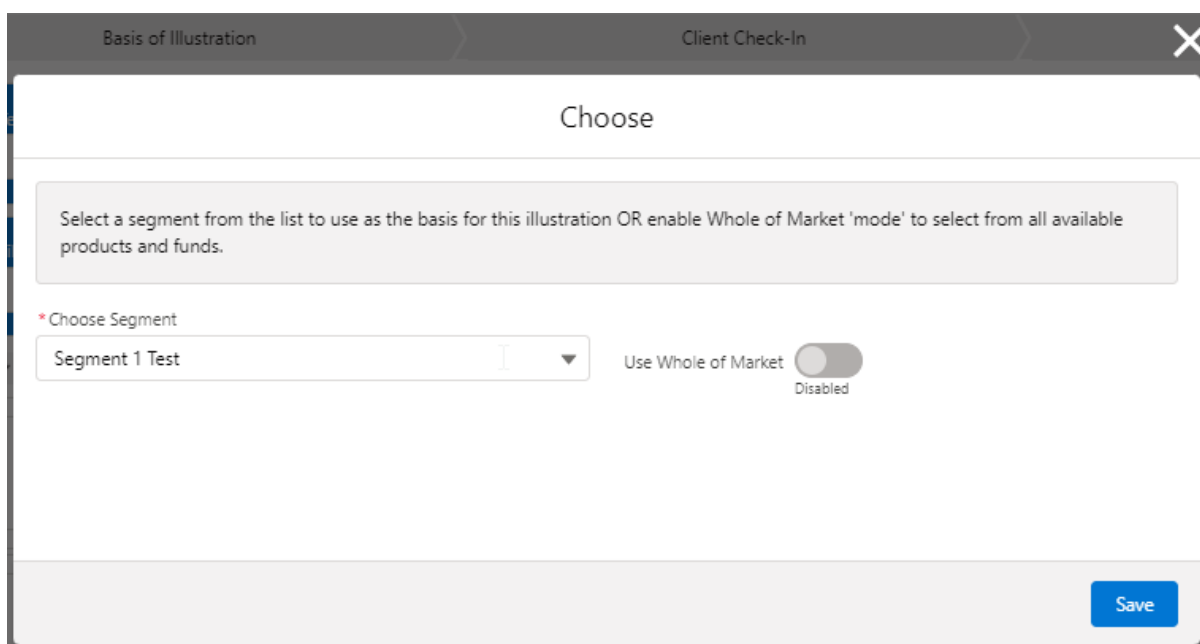 Basis of Illustration
Client Check-In
Choose
Select a segment from the list to use as the basis for this illustration OR enable Whole of Market 'mode' to select from all available
products and funds.
*Choose Segment
Segment 1 Test
Use Whole of Market
Disabled
Save